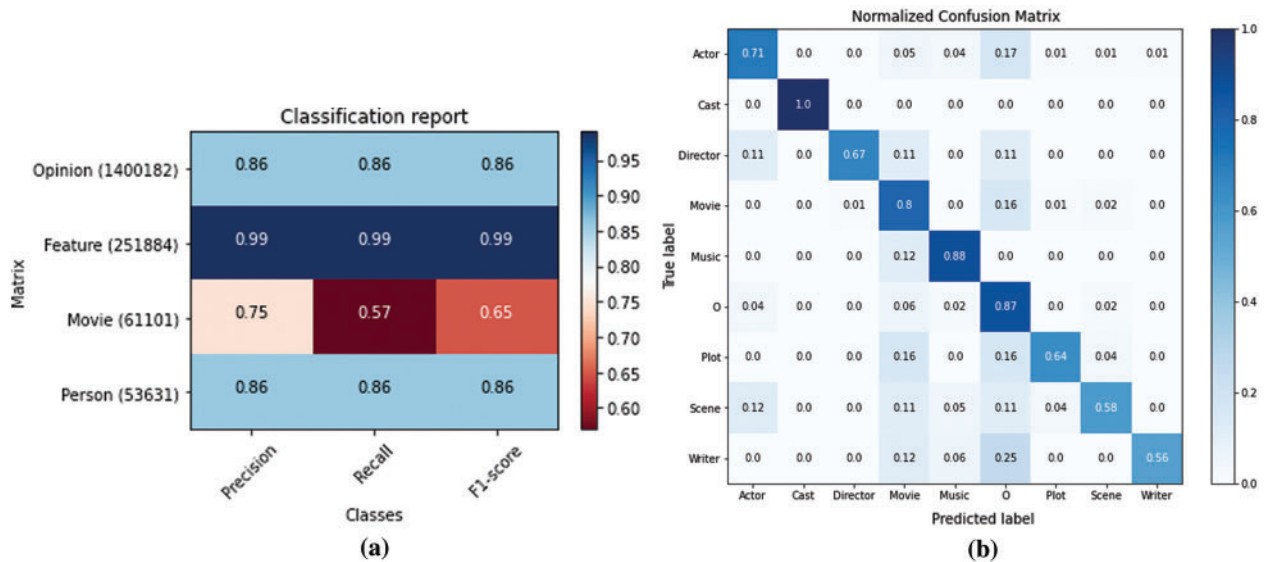 Classification report
Matrix
Opinion (1400182) 0.86 0.86 0.86
Feature (251884) 0.99 0.99 0.99
Movie (61101) 0.75 0.57 0.65
Person (53631) 0.86 0.86 0.86
Precision Recall F1-score
Classes
0.95
0.90
0.85
0.80
0.75
0.70
0.65
0.60
(a)
Normalized Confusion Matrix
True label
Actor 0.71 0.0 0.0 0.05 0.04 0.17 0.01 0.01 0.01
Cast 0.0 1.0 0.0 0.0 0.0 0.0 0.0 0.0 0.0
Director 0.11 0.0 0.67 0.11 0.0 0.11 0.0 0.0 0.0
Movie 0.0 0.0 0.01 0.8 0.0 0.16 0.01 0.02 0.0
Music 0.0 0.0 0.0 0.12 0.88 0.0 0.0 0.0 0.0
O 0.04 0.0 0.0 0.06 0.02 0.87 0.0 0.02 0.0
Plot 0.0 0.0 0.0 0.16 0.0 0.16 0.64 0.04 0.0
Scene 0.12 0.0 0.0 0.11 0.05 0.11 0.04 0.58 0.0
Writer 0.0 0.0 0.0 0.12 0.06 0.25 0.0 0.0 0.56
Actor Cast Director Movie Music O Plot Scene Writer
Predicted label
1.0
0.8
0.6
0.4
0.2
0.0
(b)